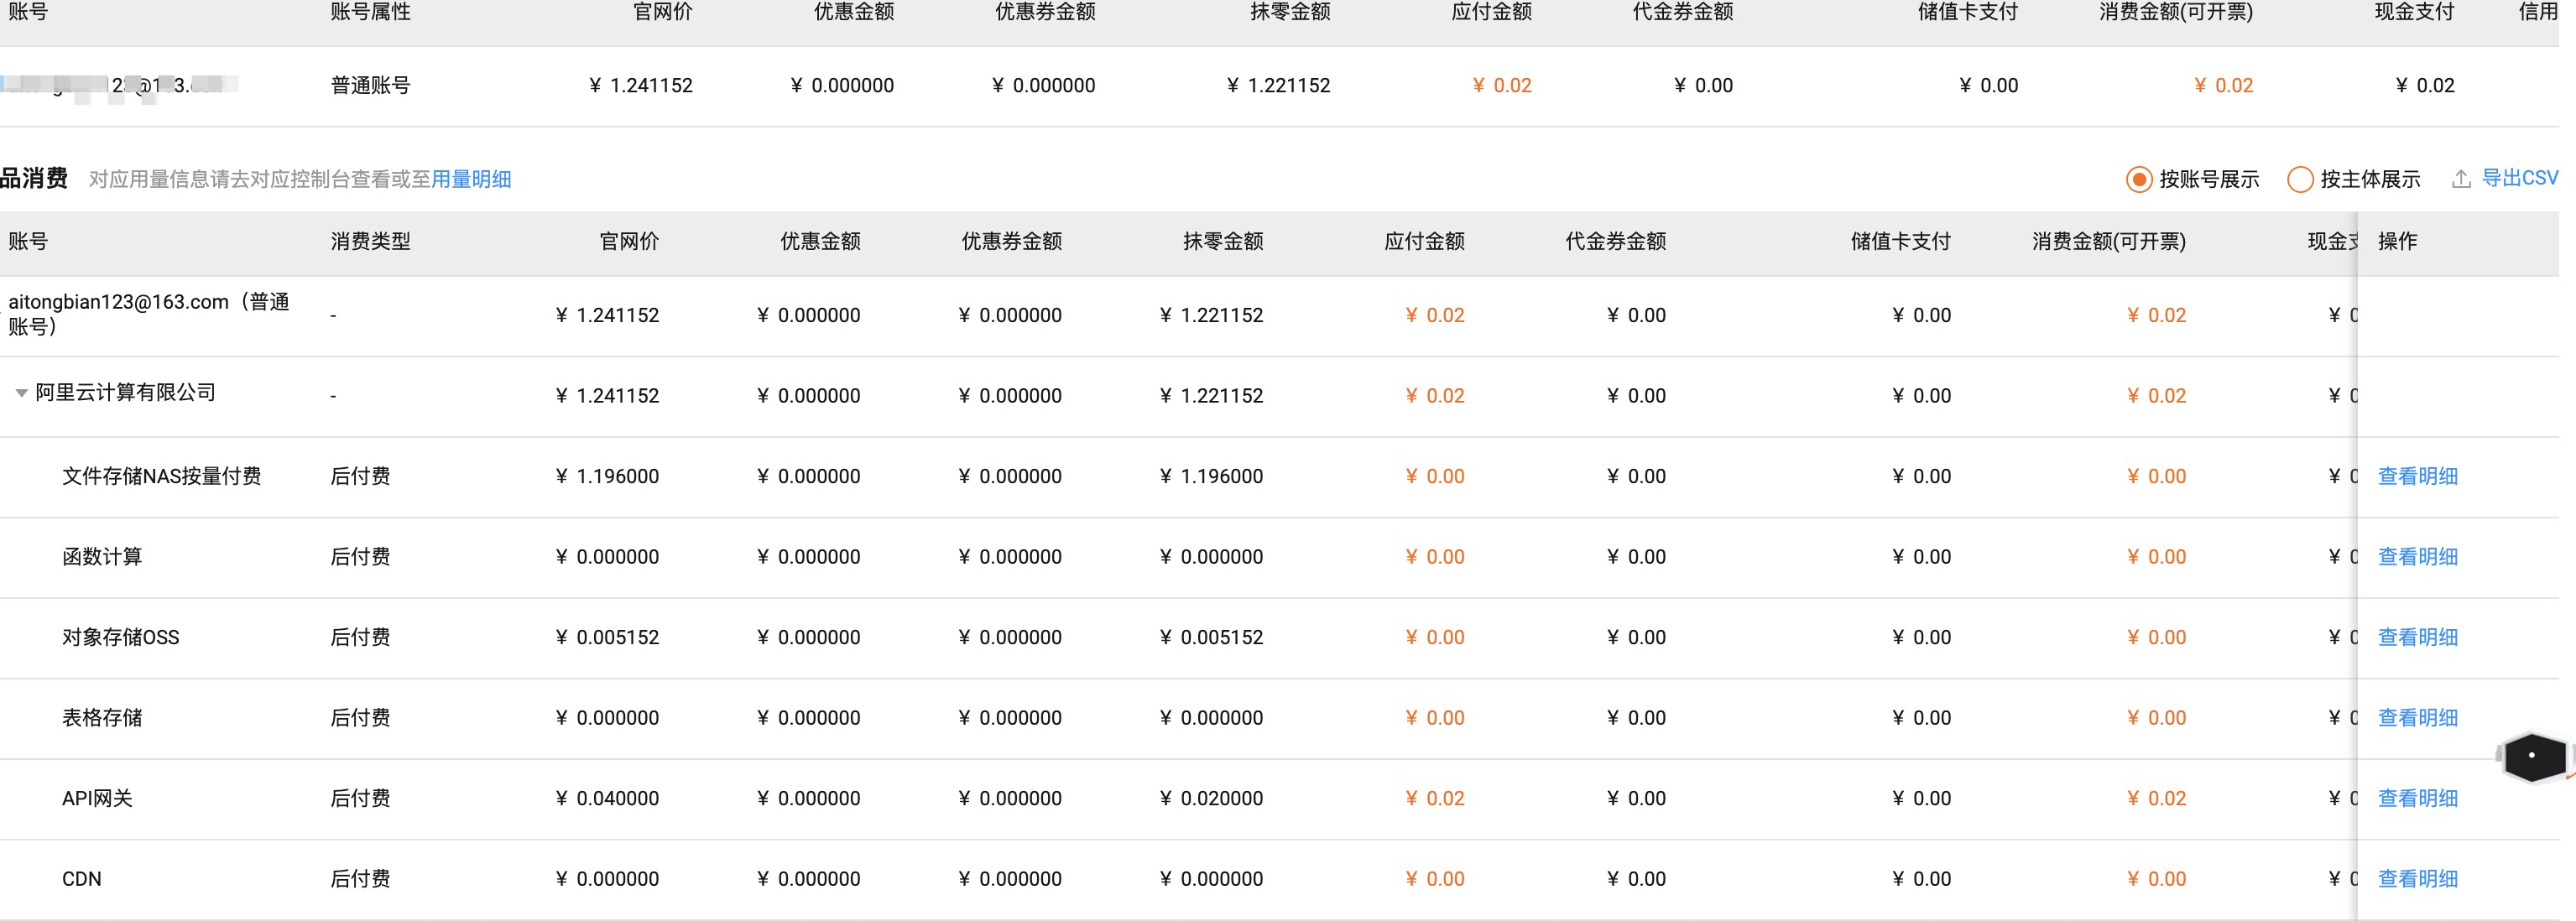 账号 账号属性 官网价 优惠金额 优惠券金额 抹零金额 应付金额 代金券金额 储值卡支付 消费金额(可开票) 现金支付 信用
普通账号 ¥ 1.241152 ¥ 0.000000 ¥ 0.000000 ¥ 1.221152 ¥ 0.02 ¥ 0.00 ¥ 0.00 ¥ 0.02 ¥ 0.02
品消费 对应用量信息请去对应控制台查看或至用量明细 按账号展示 按主体展示 导出CSV
账号 消费类型 官网价 优惠金额 优惠券金额 抹零金额 应付金额 代金券金额 储值卡支付 消费金额(可开票) 现金支 操作
aitongbian123@163.com（普通
账号） - ¥ 1.241152 ¥ 0.000000 ¥ 0.000000 ¥ 1.221152 ¥ 0.02 ¥ 0.00 ¥ 0.00 ¥ 0.02 ¥ 0
阿里云计算有限公司 - ¥ 1.241152 ¥ 0.000000 ¥ 0.000000 ¥ 1.221152 ¥ 0.02 ¥ 0.00 ¥ 0.00 ¥ 0.02 ¥ 0
文件存储NAS按量付费 后付费 ¥ 1.196000 ¥ 0.000000 ¥ 0.000000 ¥ 1.196000 ¥ 0.00 ¥ 0.00 ¥ 0.00 ¥ 0.00 ¥ 0 查看明细
函数计算 后付费 ¥ 0.000000 ¥ 0.000000 ¥ 0.000000 ¥ 0.000000 ¥ 0.00 ¥ 0.00 ¥ 0.00 ¥ 0.00 ¥ 0 查看明细
对象存储OSS 后付费 ¥ 0.005152 ¥ 0.000000 ¥ 0.000000 ¥ 0.005152 ¥ 0.00 ¥ 0.00 ¥ 0.00 ¥ 0.00 ¥ 0 查看明细
表格存储 后付费 ¥ 0.000000 ¥ 0.000000 ¥ 0.000000 ¥ 0.000000 ¥ 0.00 ¥ 0.00 ¥ 0.00 ¥ 0.00 ¥ 0 查看明细
API网关 后付费 ¥ 0.040000 ¥ 0.000000 ¥ 0.000000 ¥ 0.020000 ¥ 0.02 ¥ 0.00 ¥ 0.00 ¥ 0.02 ¥ 0 查看明细
CDN 后付费 ¥ 0.000000 ¥ 0.000000 ¥ 0.000000 ¥ 0.000000 ¥ 0.00 ¥ 0.00 ¥ 0.00 ¥ 0.00 ¥ 0 查看明细